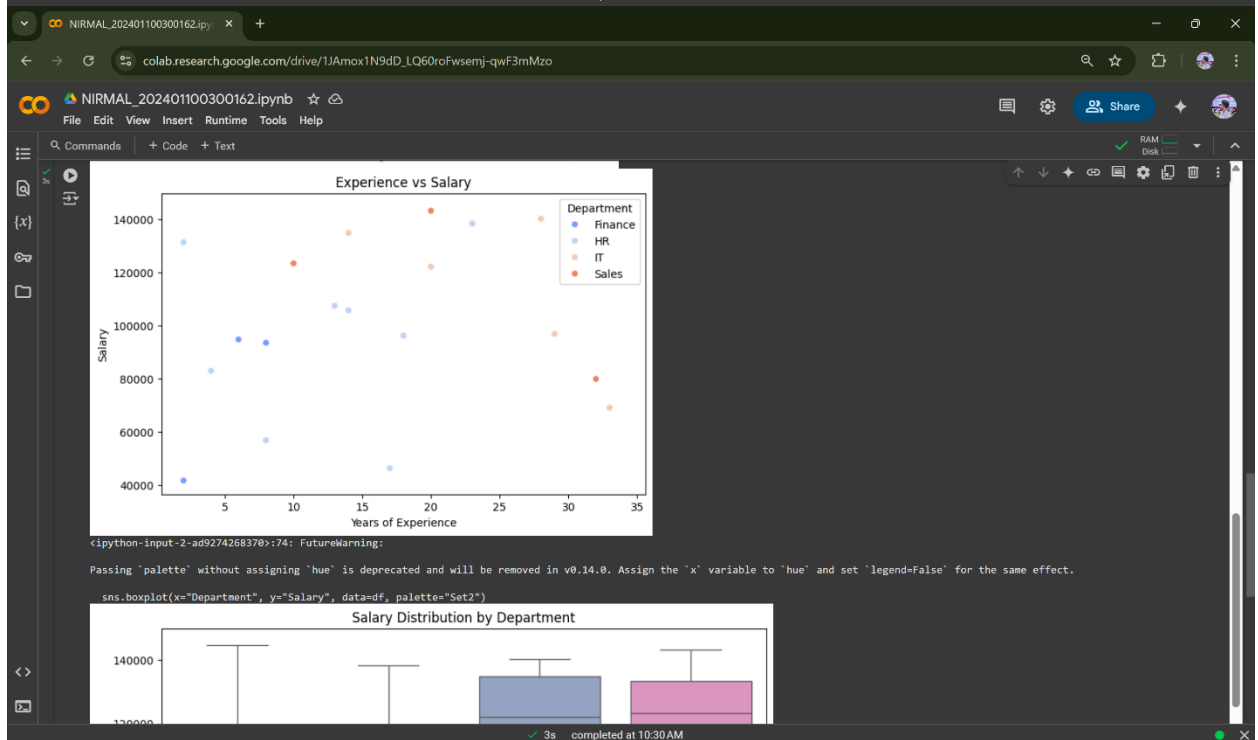 NIRMAL_202401100300162.ipy
colab.research.google.com/drive/1JAmox1N9dD_LQ60roFwsemj-qwF3mMzo
NIRMAL_202401100300162.ipynb
Share
File Edit View Insert Runtime Tools Help
Commands + Code + Text
RAM
Disk
3s
{x}
Experience vs Salary
Department
Finance
HR
IT
Sales
140000
120000
100000
80000
60000
40000
Salary
5 10 15 20 25 30 35
Years of Experience
<ipython-input-2-ad9274268370>:74: FutureWarning:
Passing `palette` without assigning `hue` is deprecated and will be removed in v0.14.0. Assign the `x` variable to `hue` and set `legend=False` for the same effect.
sns.boxplot(x="Department", y="Salary", data=df, palette="Set2")
Salary Distribution by Department
140000
120000
3s completed at 10:30 AM